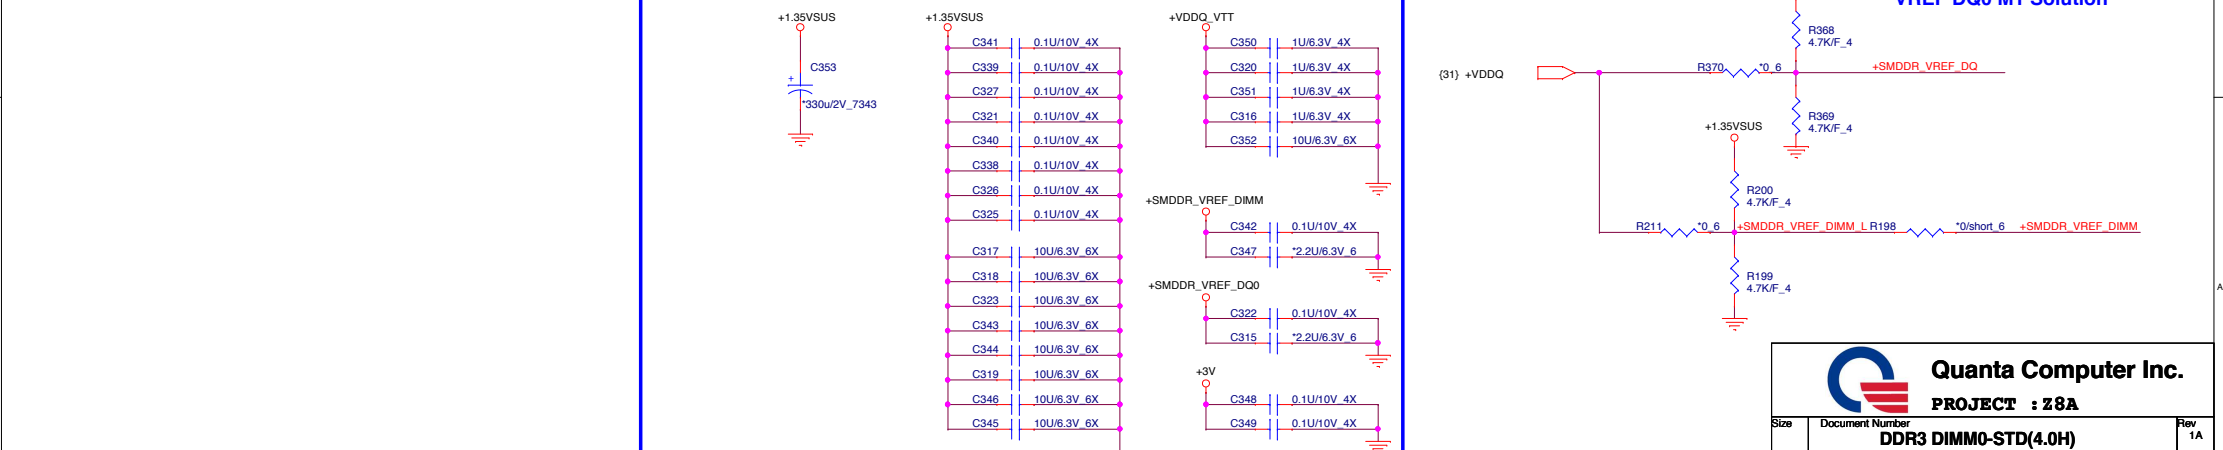 +1.35VSUS
C353
+
*330u/2V_7343
+1.35VSUS
C341 0.1U/10V_4X
C339 0.1U/10V_4X
C327 0.1U/10V_4X
C321 0.1U/10V_4X
C340 0.1U/10V_4X
C338 0.1U/10V_4X
C326 0.1U/10V_4X
C325 0.1U/10V_4X
C317 10U/6.3V_6X
C318 10U/6.3V_6X
C323 10U/6.3V_6X
C343 10U/6.3V_6X
C344 10U/6.3V_6X
C319 10U/6.3V_6X
C346 10U/6.3V_6X
C345 10U/6.3V_6X
+VDDQ_VTT
C350 1U/6.3V_4X
C320 1U/6.3V_4X
C351 1U/6.3V_4X
C316 1U/6.3V_4X
C352 10U/6.3V_6X
+SMDDR_VREF_DIMM
C342 0.1U/10V_4X
C347 *2.2U/6.3V_6
+SMDDR_VREF_DQ0
C322 0.1U/10V_4X
C315 *2.2U/6.3V_6
+3V
C348 0.1U/10V_4X
C349 0.1U/10V_4X
VREF DQ0 M1 Solution
R368
4.7K/F_4
{31} +VDDQ
R370 *0_6 +SMDDR_VREF_DQ
R369
4.7K/F_4
+1.35VSUS
R200
4.7K/F_4
R211 *0_6 +SMDDR_VREF_DIMM_L R198 *0/short_6 +SMDDR_VREF_DIMM
R199
4.7K/F_4
A
Quanta Computer Inc.
PROJECT : Z8A
Size Document Number Rev
DDR3 DIMM0-STD(4.0H) 1A